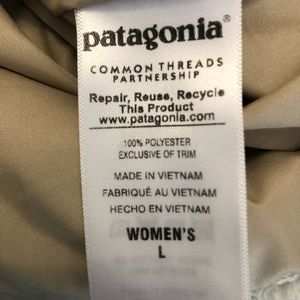 patagonia®
COMMON THREADS
PARTNERSHIP
Repair, Reuse, Recycle
This Product
www.patagonia.com
100% POLYESTER
EXCLUSIVE OF TRIM
MADE IN VIETNAM
FABRIQUÉ AU VIETNAM
HECHO EN VIETNAM
WOMEN'S
L